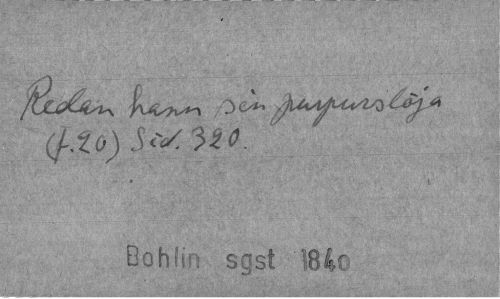 Redan hann sin purpurslöja
(f.20) Sid. 320.
Bohlin sgst 1840